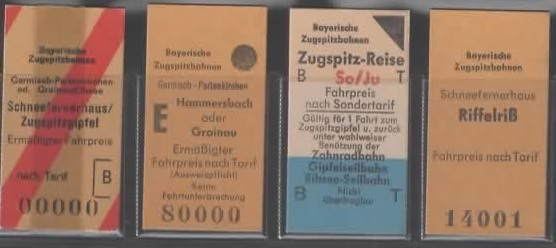 Bayerische
Zugspitzbahnen
Garmisch-Partenkirchen
od. Grainau/Eibsee
Schneefernerhaus/
Zugspitzgipfel
Ermäßigter Fahrpreis
nach Tarif
B
00000
Bayerische
Zugspitzbahnen
Garmisch-Partenkirchen
Hammersbach
E
oder
Grainau
Ermäßigter
Fahrpreis nach Tarif
(Ausweispflicht)
Keine
Fahrtunterbrechung
80000
Bayerische
Zugspitzbahnen
Zugspitz-Reise
So/Ju
B T
Fahrpreis
nach Sondertarif
Gültig für 1 Fahrt zum
Zugspitzgipfel u. zurück
unter wahlweiser
Benützung der
Zahnradbahn
Gipfelseilbahn
Eibsee-Seilbahn
Nicht
B T
übertragbar
Bayerische
Zugspitzbahnen
Schneefernerhaus
Riffelriß
Fahrpreis nach Tarif
14001